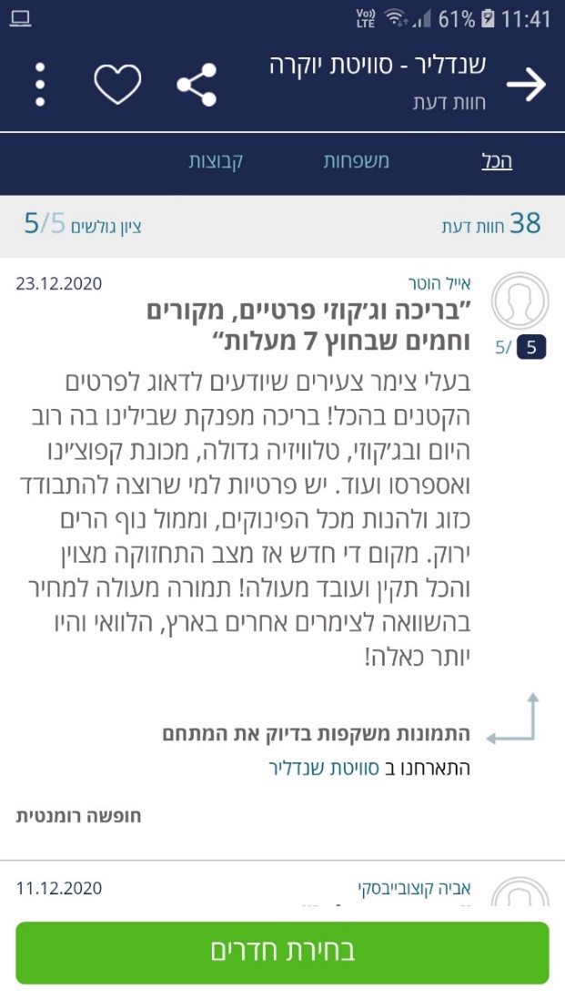 Vo)) LTE 61% 11:41
שנדליר - סוויטת יוקרה
חוות דעת
הכל משפחות קבוצות
38 חוות דעת ציון גולשים 5/5
אייל הוטר 23.12.2020
"בריכה וג'קוזי פרטיים, מקורים
וחמים שבחוץ 7 מעלות"
5 /5
בעלי צימר צעירים שיודעים לדאוג לפרטים
הקטנים בהכל! בריכה מפנקת שבילינו בה רוב
היום ובג'קוזי, טלוויזיה גדולה, מכונת קפוצ'ינו
ואספרסו ועוד. יש פרטיות למי שרוצה להתבודד
כזוג ולהנות מכל הפינוקים, וממול נוף הרים
ירוק. מקום די חדש אז מצב התחזוקה מצוין
והכל תקין ועובד מעולה! תמורה מעולה למחיר
בהשוואה לצימרים אחרים בארץ, הלוואי והיו
יותר כאלה!
התמונות משקפות בדיוק את המתחם
התארחנו ב סוויטת שנדליר
חופשה רומנטית
אביה קוצובייבסקי 11.12.2020
בחירת חדרים